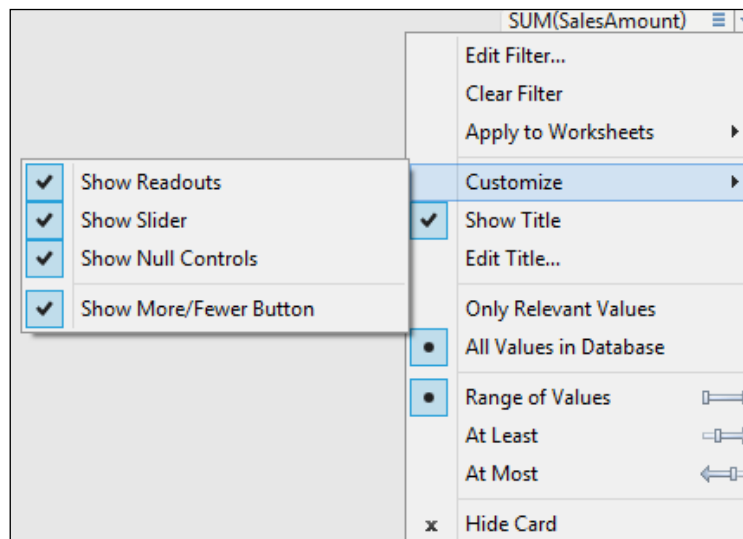 SUM(SalesAmount)
Edit Filter...
Clear Filter
Apply to Worksheets
Customize
Show Title
Edit Title...
Only Relevant Values
All Values in Database
Range of Values
At Least
At Most
Hide Card
Show Readouts
Show Slider
Show Null Controls
Show More/Fewer Button